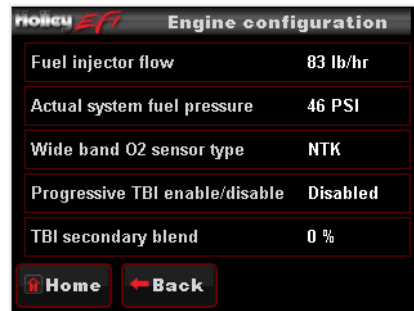 Holley EFI Engine configuration
Fuel injector flow 83 lb/hr
Actual system fuel pressure 46 PSI
Wide band O2 sensor type NTK
Progressive TBI enable/disable Disabled
TBI secondary blend 0 %
Home Back